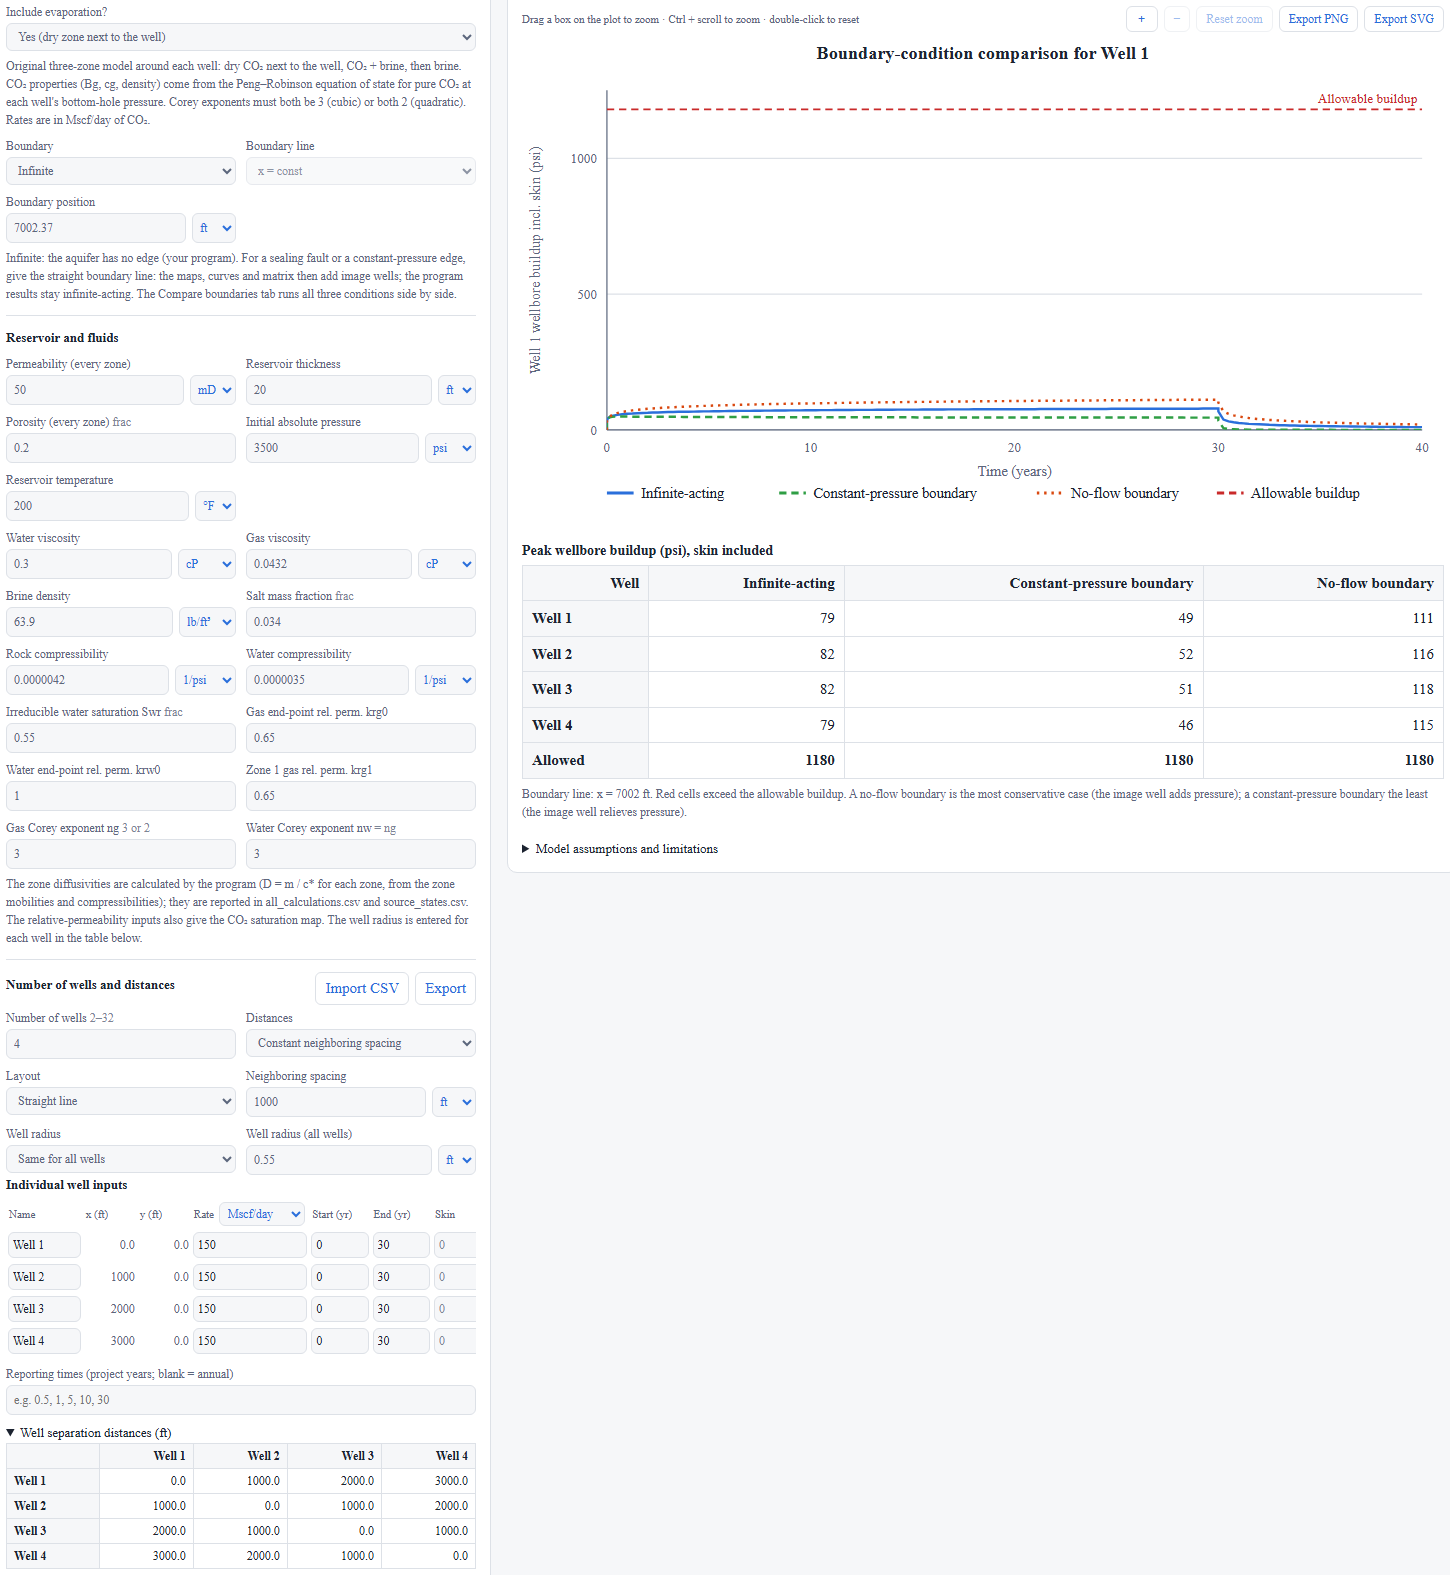 Include evaporation?
Yes (dry zone next to the well)
Original three-zone model around each well: dry CO₂ next to the well, CO₂ + brine, then brine.
CO₂ properties (Bg, cg, density) come from the Peng–Robinson equation of state for pure CO₂ at
each well's bottom-hole pressure. Corey exponents must both be 3 (cubic) or both 2 (quadratic).
Rates are in Mscf/day of CO₂.
Boundary Boundary line
Infinite x = const
Boundary position
7002.37 ft
Infinite: the aquifer has no edge (your program). For a sealing fault or a constant-pressure edge,
give the straight boundary line: the maps, curves and matrix then add image wells; the program
results stay infinite-acting. The Compare boundaries tab runs all three conditions side by side.
Reservoir and fluids
Permeability (every zone) Reservoir thickness
50 mD 20 ft
Porosity (every zone) frac Initial absolute pressure
0.2 3500 psi
Reservoir temperature
200 °F
Water viscosity Gas viscosity
0.3 cP 0.0432 cP
Brine density Salt mass fraction frac
63.9 lb/ft³ 0.034
Rock compressibility Water compressibility
0.0000042 1/psi 0.0000035 1/psi
Irreducible water saturation Swr frac Gas end-point rel. perm. krg0
0.55 0.65
Water end-point rel. perm. krw0 Zone 1 gas rel. perm. krg1
1 0.65
Gas Corey exponent ng 3 or 2 Water Corey exponent nw = ng
3 3
The zone diffusivities are calculated by the program (D = m / c* for each zone, from the zone
mobilities and compressibilities); they are reported in all_calculations.csv and source_states.csv.
The relative-permeability inputs also give the CO₂ saturation map. The well radius is entered for
each well in the table below.
Number of wells and distances Import CSV Export
Number of wells 2–32 Distances
4 Constant neighboring spacing
Layout Neighboring spacing
Straight line 1000 ft
Well radius Well radius (all wells)
Same for all wells 0.55 ft
Individual well inputs
Name x (ft) y (ft) Rate Mscf/day Start (yr) End (yr) Skin
Well 1 0.0 0.0 150 0 30 0
Well 2 1000 0.0 150 0 30 0
Well 3 2000 0.0 150 0 30 0
Well 4 3000 0.0 150 0 30 0
Reporting times (project years; blank = annual)
e.g. 0.5, 1, 5, 10, 30
▼ Well separation distances (ft)
Well 1 Well 2 Well 3 Well 4
Well 1 0.0 1000.0 2000.0 3000.0
Well 2 1000.0 0.0 1000.0 2000.0
Well 3 2000.0 1000.0 0.0 1000.0
Well 4 3000.0 2000.0 1000.0 0.0
Drag a box on the plot to zoom · Ctrl + scroll to zoom · double-click to reset
+ − Reset zoom Export PNG Export SVG
Boundary-condition comparison for Well 1
Allowable buildup
Well 1 wellbore buildup incl. skin (psi)
1000
500
0
0 10 20 30 40
Time (years)
Infinite-acting Constant-pressure boundary No-flow boundary Allowable buildup
Peak wellbore buildup (psi), skin included
Well Infinite-acting Constant-pressure boundary No-flow boundary
Well 1 79 49 111
Well 2 82 52 116
Well 3 82 51 118
Well 4 79 46 115
Allowed 1180 1180 1180
Boundary line: x = 7002 ft. Red cells exceed the allowable buildup. A no-flow boundary is the most conservative case (the image well adds pressure); a constant-pressure boundary the least
(the image well relieves pressure).
▶ Model assumptions and limitations